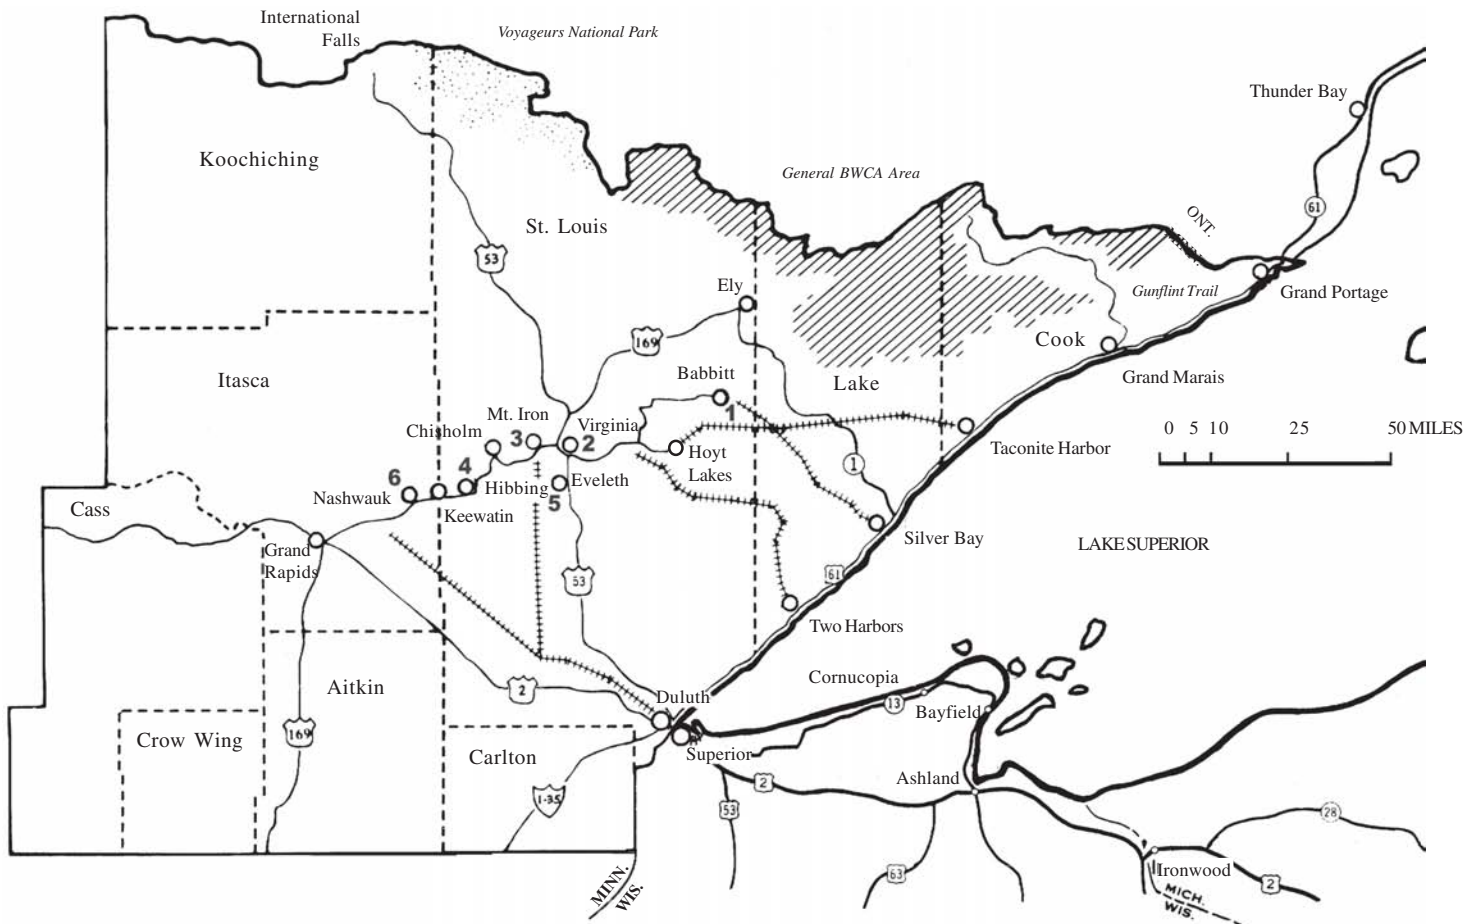 International
Falls
Voyageurs National Park
Thunder Bay
Koochiching
General BWCA Area
61
ONT.
St. Louis
53
Ely
Gunflint Trail
Grand Portage
169
Cook
Itasca
Babbitt
Lake
Grand Marais
1
Mt. Iron
Virginia
Chisholm
3
2
0 5 10 25 50 MILES
Taconite Harbor
Hoyt
Lakes
4
1
6
Nashwauk
Hibbing
Eveleth
5
Keewatin
Cass
Silver Bay
LAKE SUPERIOR
Grand
Rapids
53
61
Two Harbors
Cornucopia
Aitkin
2
Duluth
13
Bayfield
169
Crow Wing
Carlton
Superior
Ashland
2
I-35
53
28
63
Ironwood
2
MINN.
WIS.
MICH.
WIS.